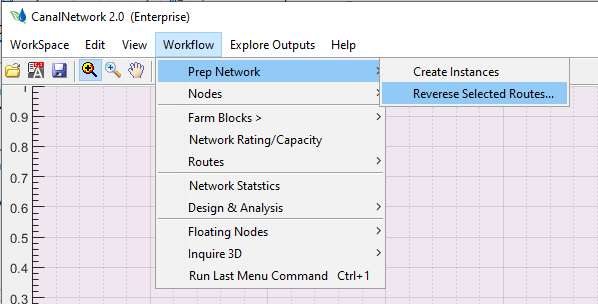 CanalNetwork 2.0 (Enterprise)
WorkSpace Edit View Workflow Explore Outputs Help
Prep Network
Create Instances
Nodes
Reverese Selected Routes...
Farm Blocks >
Network Rating/Capacity
Routes
Network Statstics
Design & Analysis
Floating Nodes
Inquire 3D
Run Last Menu Command Ctrl+1
1
0.9
0.8
0.7
0.6
0.5
0.4
0.3